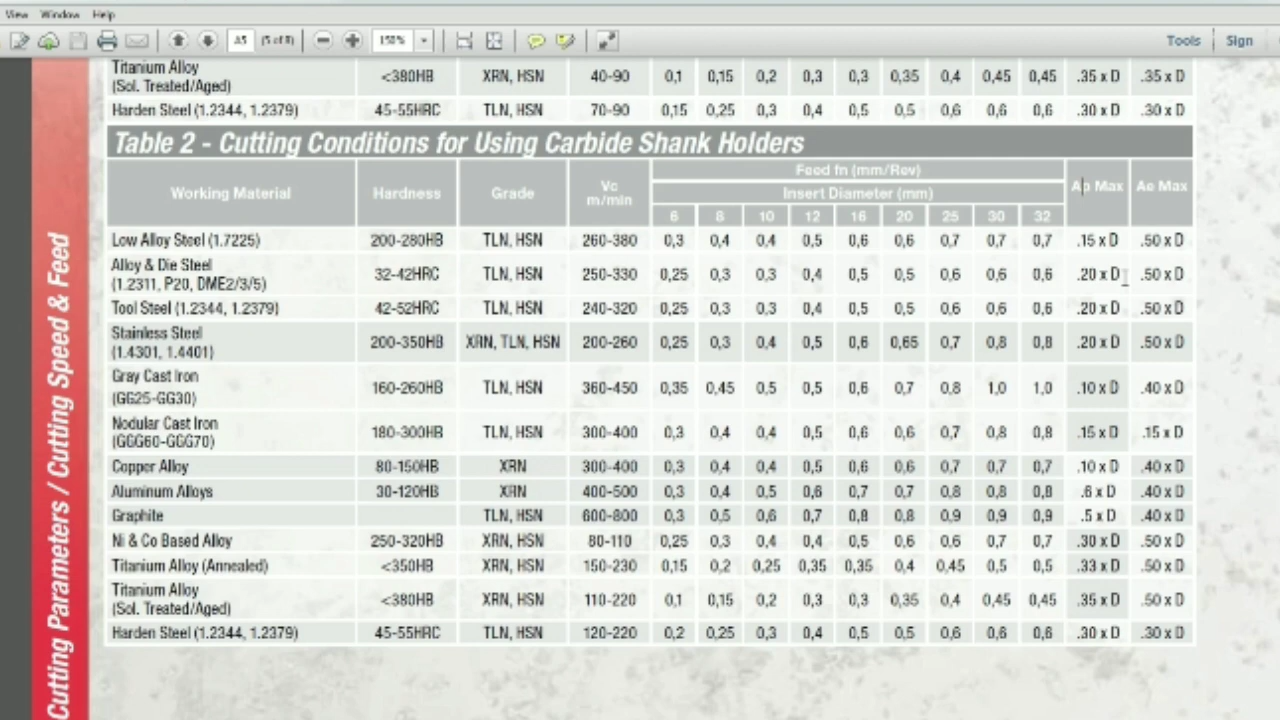 View Window Help
A5 (5 of 8) 150% Tools Sign
Titanium Alloy
(Sol. Treated/Aged) <380HB XRN, HSN 40-90 0,1 0,15 0,2 0,3 0,3 0,35 0,4 0,45 0,45 .35 x D .35 x D
Harden Steel (1.2344, 1.2379) 45-55HRC TLN, HSN 70-90 0,15 0,25 0,3 0,4 0,5 0,5 0,6 0,6 0,6 .30 x D .30 x D
Table 2 - Cutting Conditions for Using Carbide Shank Holders
Working Material Hardness Grade Vc m/min Feed fn (mm/Rev) Ap Max Ae Max
Insert Diameter (mm)
6 8 10 12 16 20 25 30 32
Low Alloy Steel (1.7225) 200-280HB TLN, HSN 260-380 0,3 0,4 0,4 0,5 0,6 0,6 0,7 0,7 0,7 .15 x D .50 x D
Alloy & Die Steel
(1.2311, P20, DME2/3/5) 32-42HRC TLN, HSN 250-330 0,25 0,3 0,3 0,4 0,5 0,5 0,6 0,6 0,6 .20 x D .50 x D
Tool Steel (1.2344, 1.2379) 42-52HRC TLN, HSN 240-320 0,25 0,3 0,3 0,4 0,5 0,5 0,6 0,6 0,6 .20 x D .50 x D
Stainless Steel
(1.4301, 1.4401) 200-350HB XRN, TLN, HSN 200-260 0,25 0,3 0,4 0,5 0,6 0,65 0,7 0,8 0,8 .20 x D .50 x D
Gray Cast Iron
(GG25-GG30) 160-260HB TLN, HSN 360-450 0,35 0,45 0,5 0,5 0,6 0,7 0,8 1,0 1,0 .10 x D .40 x D
Nodular Cast Iron
(GGG60-GGG70) 180-300HB TLN, HSN 300-400 0,3 0,4 0,4 0,5 0,6 0,6 0,7 0,8 0,8 .15 x D .15 x D
Copper Alloy 80-150HB XRN 300-400 0,3 0,4 0,4 0,5 0,6 0,6 0,7 0,7 0,7 .10 x D .40 x D
Aluminum Alloys 30-120HB XRN 400-500 0,3 0,4 0,5 0,6 0,7 0,7 0,8 0,8 0,8 .6 x D .40 x D
Graphite TLN, HSN 600-800 0,3 0,5 0,6 0,7 0,8 0,8 0,9 0,9 0,9 .5 x D .40 x D
Ni & Co Based Alloy 250-320HB XRN, HSN 80-110 0,25 0,3 0,4 0,4 0,5 0,6 0,6 0,7 0,7 .30 x D .50 x D
Titanium Alloy (Annealed) <350HB XRN, HSN 150-230 0,15 0,2 0,25 0,35 0,35 0,4 0,45 0,5 0,5 .33 x D .50 x D
Titanium Alloy
(Sol. Treated/Aged) <380HB XRN, HSN 110-220 0,1 0,15 0,2 0,3 0,3 0,35 0,4 0,45 0,45 .35 x D .50 x D
Harden Steel (1.2344, 1.2379) 45-55HRC TLN, HSN 120-220 0,2 0,25 0,3 0,4 0,5 0,5 0,6 0,6 0,6 .30 x D .30 x D
Cutting Parameters / Cutting Speed & Feed